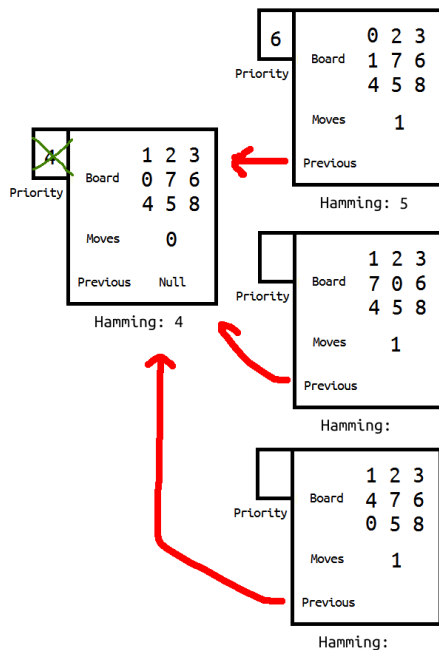 4
Priority
Board
1 2 3
0 7 6
4 5 8
Moves 0
Previous Null
Hamming: 4
6
Priority
Board
0 2 3
1 7 6
4 5 8
Moves 1
Previous
Hamming: 5
Priority
Board
1 2 3
7 0 6
4 5 8
Moves 1
Previous
Hamming:
Priority
Board
1 2 3
4 7 6
0 5 8
Moves 1
Previous
Hamming: